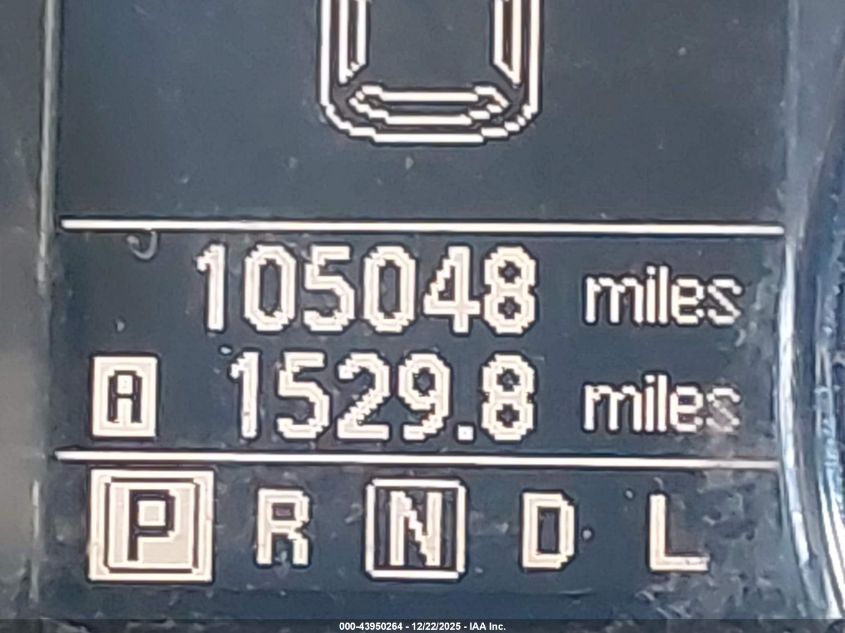 105048 miles
A 1529.8 miles
P R N D L
000-43950264 - 12/22/2025 - IAA Inc.